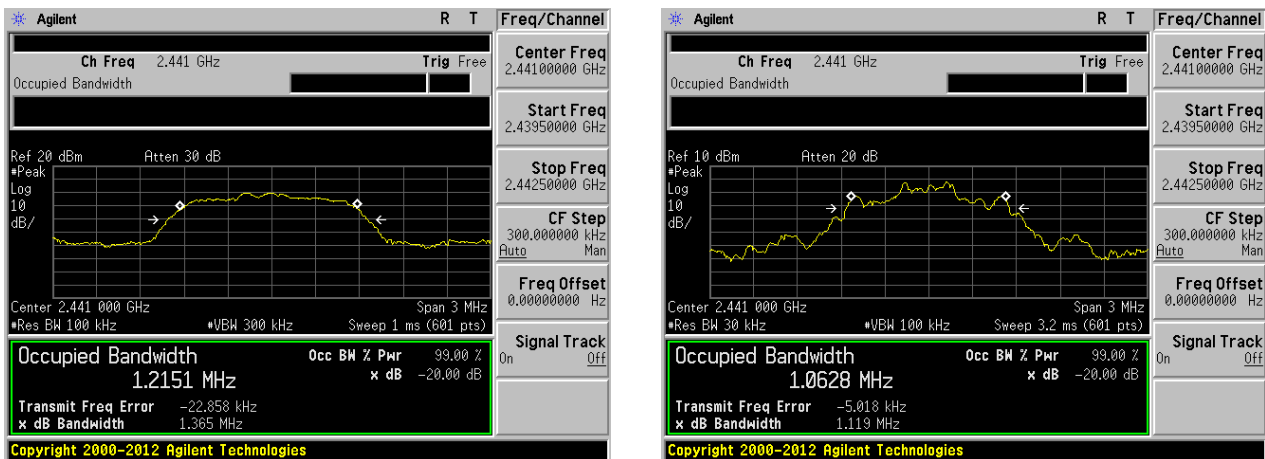 Agilent R T
Freq/Channel
Ch Freq 2.441 GHz Trig Free
Occupied Bandwidth
Center Freq
2.44100000 GHz
Start Freq
2.43950000 GHz
Stop Freq
2.44250000 GHz
CF Step
300.000000 kHz
Auto Man
Freq Offset
0.00000000 Hz
Signal Track
On Off
Ref 20 dBm Atten 30 dB
#Peak
Log
10
dB/
Center 2.441 000 GHz Span 3 MHz
#Res BW 100 kHz #VBW 300 kHz Sweep 1 ms (601 pts)
Occupied Bandwidth Occ BW % Pwr 99.00 %
1.2151 MHz x dB -20.00 dB
Transmit Freq Error -22.858 kHz
x dB Bandwidth 1.365 MHz
Copyright 2000-2012 Agilent Technologies
Agilent R T
Freq/Channel
Ch Freq 2.441 GHz Trig Free
Occupied Bandwidth
Center Freq
2.44100000 GHz
Start Freq
2.43950000 GHz
Stop Freq
2.44250000 GHz
CF Step
300.000000 kHz
Auto Man
Freq Offset
0.00000000 Hz
Signal Track
On Off
Ref 10 dBm Atten 20 dB
#Peak
Log
10
dB/
Center 2.441 000 GHz Span 3 MHz
#Res BW 30 kHz #VBW 100 kHz Sweep 3.2 ms (601 pts)
Occupied Bandwidth Occ BW % Pwr 99.00 %
1.0628 MHz x dB -20.00 dB
Transmit Freq Error -5.018 kHz
x dB Bandwidth 1.119 MHz
Copyright 2000-2012 Agilent Technologies